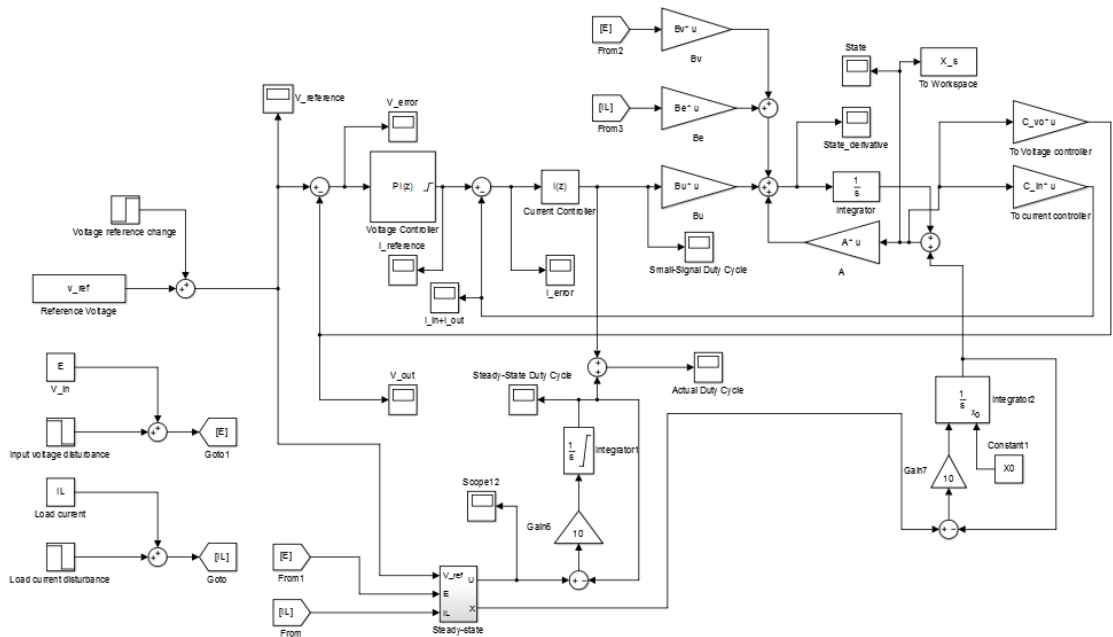 [E]
From2
Bv* u
Bv
State
X_s
To Workspace
V_reference
V_error
[IL]
From3
Be* u
Be
State_derivative
C_vo* u
To Voltage controller
PI(z)
Voltage Controller
I(z)
Current Controller
Bu* u
Bu
1
s
Integrator
C_in* u
To current controller
Voltage reference change
I_reference
I_error
Small-Signal Duty Cycle
A* u
A
v_ref
Reference Voltage
I_in+I_out
E
V_in
V_out
Steady-State Duty Cycle
Actual Duty Cycle
1
s
x0
Integrator2
Input voltage disturbance
[E]
Goto1
1
s
Integrator1
Constant1
X0
Gain7
10
IL
Load current
Scope12
Gain6
10
Load current disturbance
[IL]
Goto
[E]
From1
V_ref
E
IL
U
X
Steady-state
[IL]
From